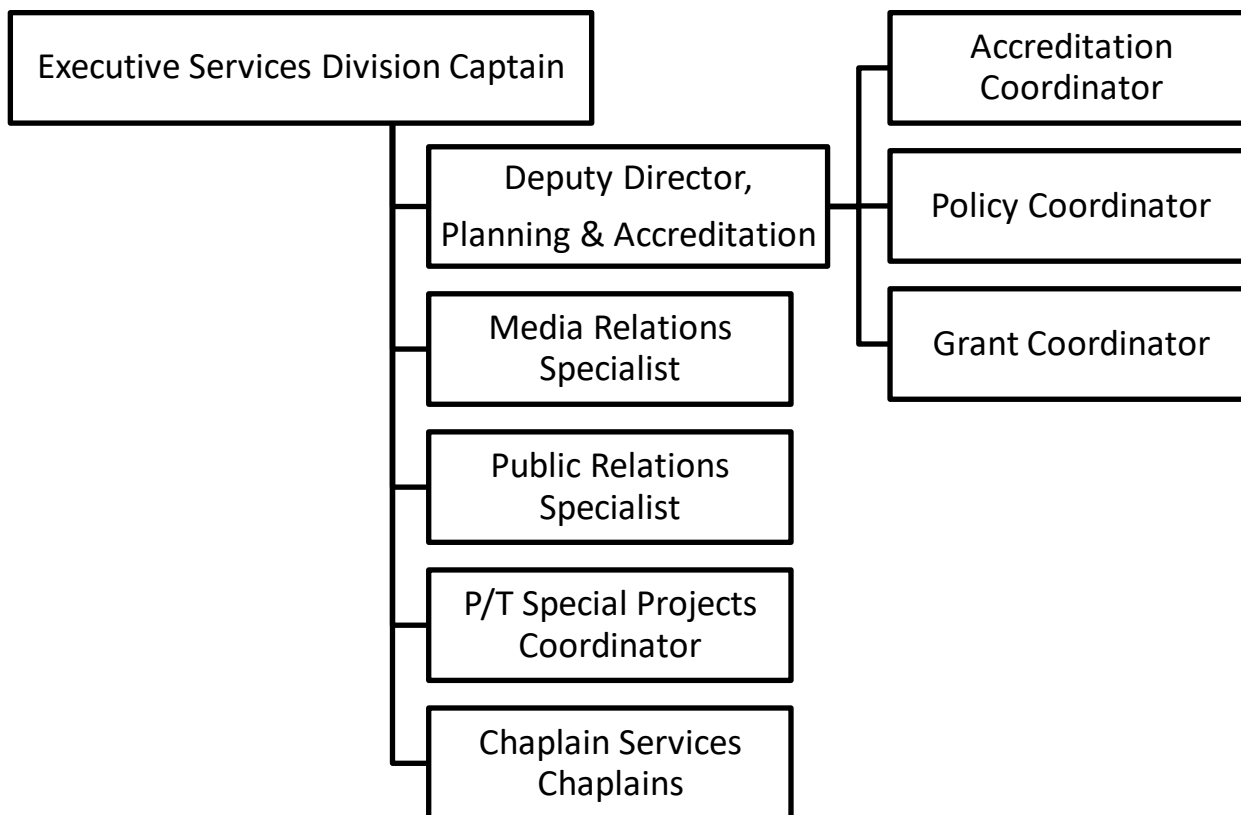 Executive Services Division Captain
Deputy Director,
Planning & Accreditation
Media Relations
Specialist
Public Relations
Specialist
P/T Special Projects
Coordinator
Chaplain Services
Chaplains
Accreditation
Coordinator
Policy Coordinator
Grant Coordinator